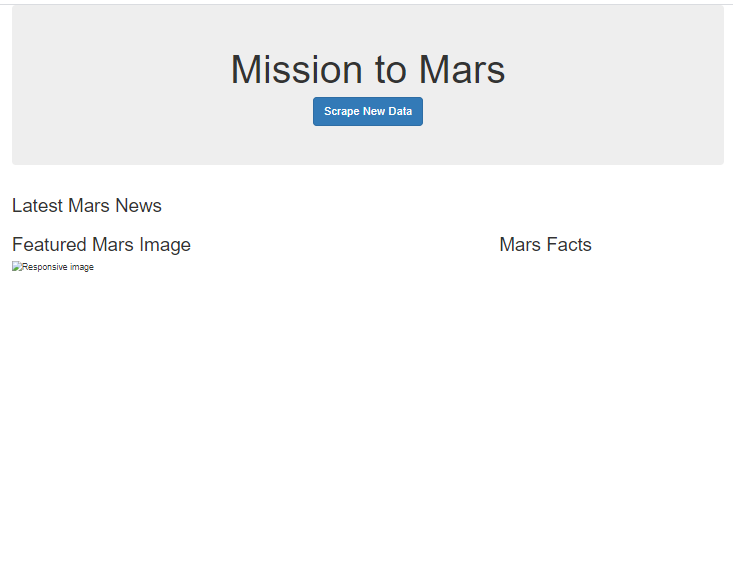 Mission to Mars
Scrape New Data
Latest Mars News
Featured Mars Image
Mars Facts
Responsive image